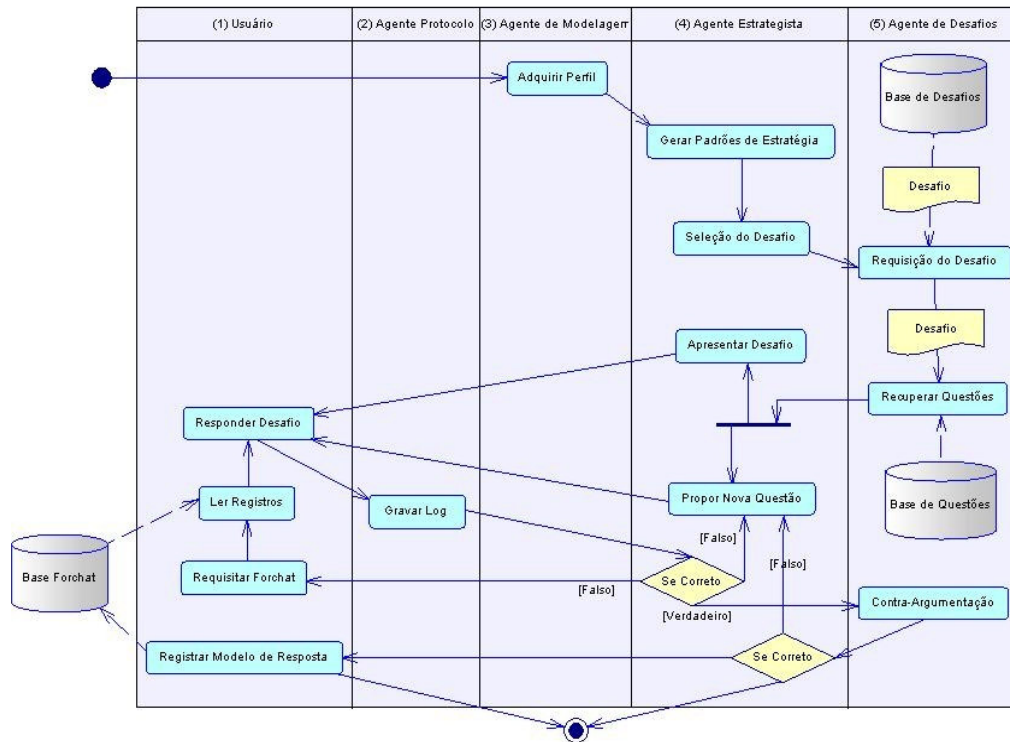 (1) Usuário
(2) Agente Protocolo
(3) Agente de Modelagem
(4) Agente Estrategista
(5) Agente de Desafios
Adquirir Perfil
Base de Desafios
Gerar Padrões de Estratégia
Desafio
Seleção do Desafio
Requisição do Desafio
Desafio
Apresentar Desafio
Recuperar Questões
Responder Desafio
Ler Registros
Gravar Log
Propor Nova Questão
Base de Questões
[Falso]
[Falso]
Base Forchat
Requisitar Forchat
[Falso]
Se Correto
Contra-Argumentação
[Verdadeiro]
Registrar Modelo de Resposta
Se Correto